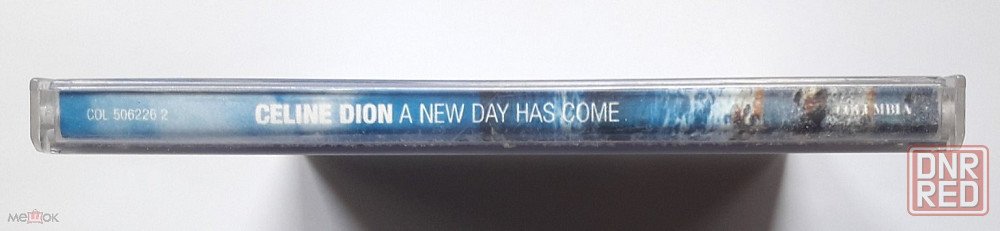 COL 506226 2 CELINE DION A NEW DAY HAS COME COLUMBIA
DNR
RED
мешок